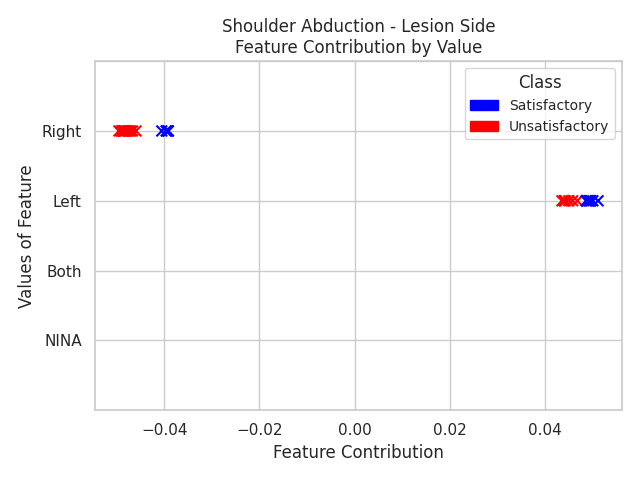 Shoulder Abduction - Lesion Side
Feature Contribution by Value
Class
Satisfactory
Unsatisfactory
Values of Feature
Right
Left
Both
NINA
−0.04
−0.02
0.00
0.02
0.04
Feature Contribution